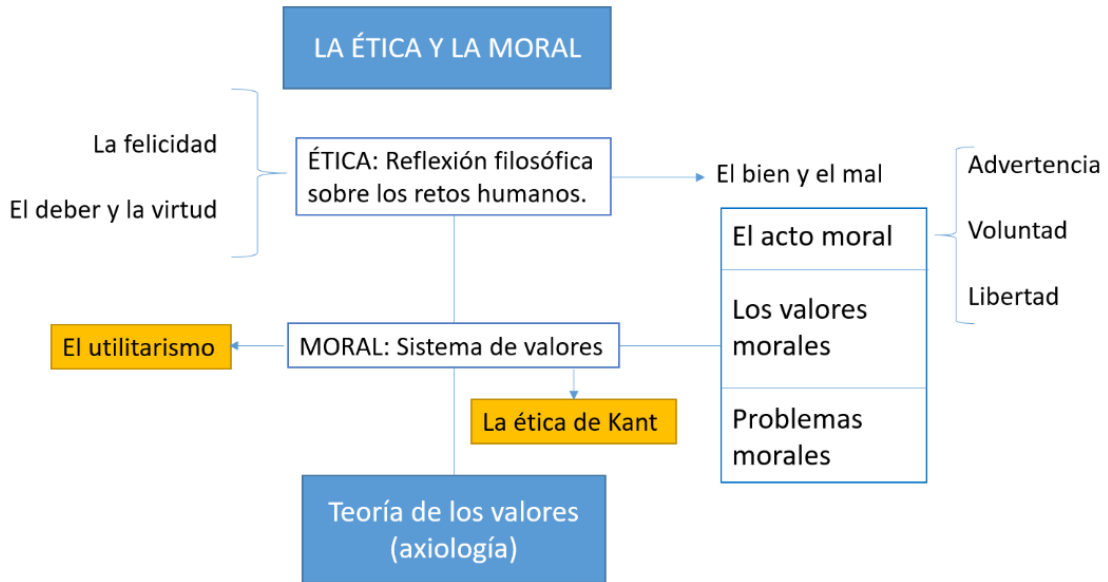 LA ÉTICA Y LA MORAL
La felicidad
El deber y la virtud
ÉTICA: Reflexión filosófica
sobre los retos humanos.
El bien y el mal
Advertencia
Voluntad
Libertad
El acto moral
Los valores
morales
Problemas
morales
El utilitarismo
MORAL: Sistema de valores
La ética de Kant
Teoría de los valores
(axiología)